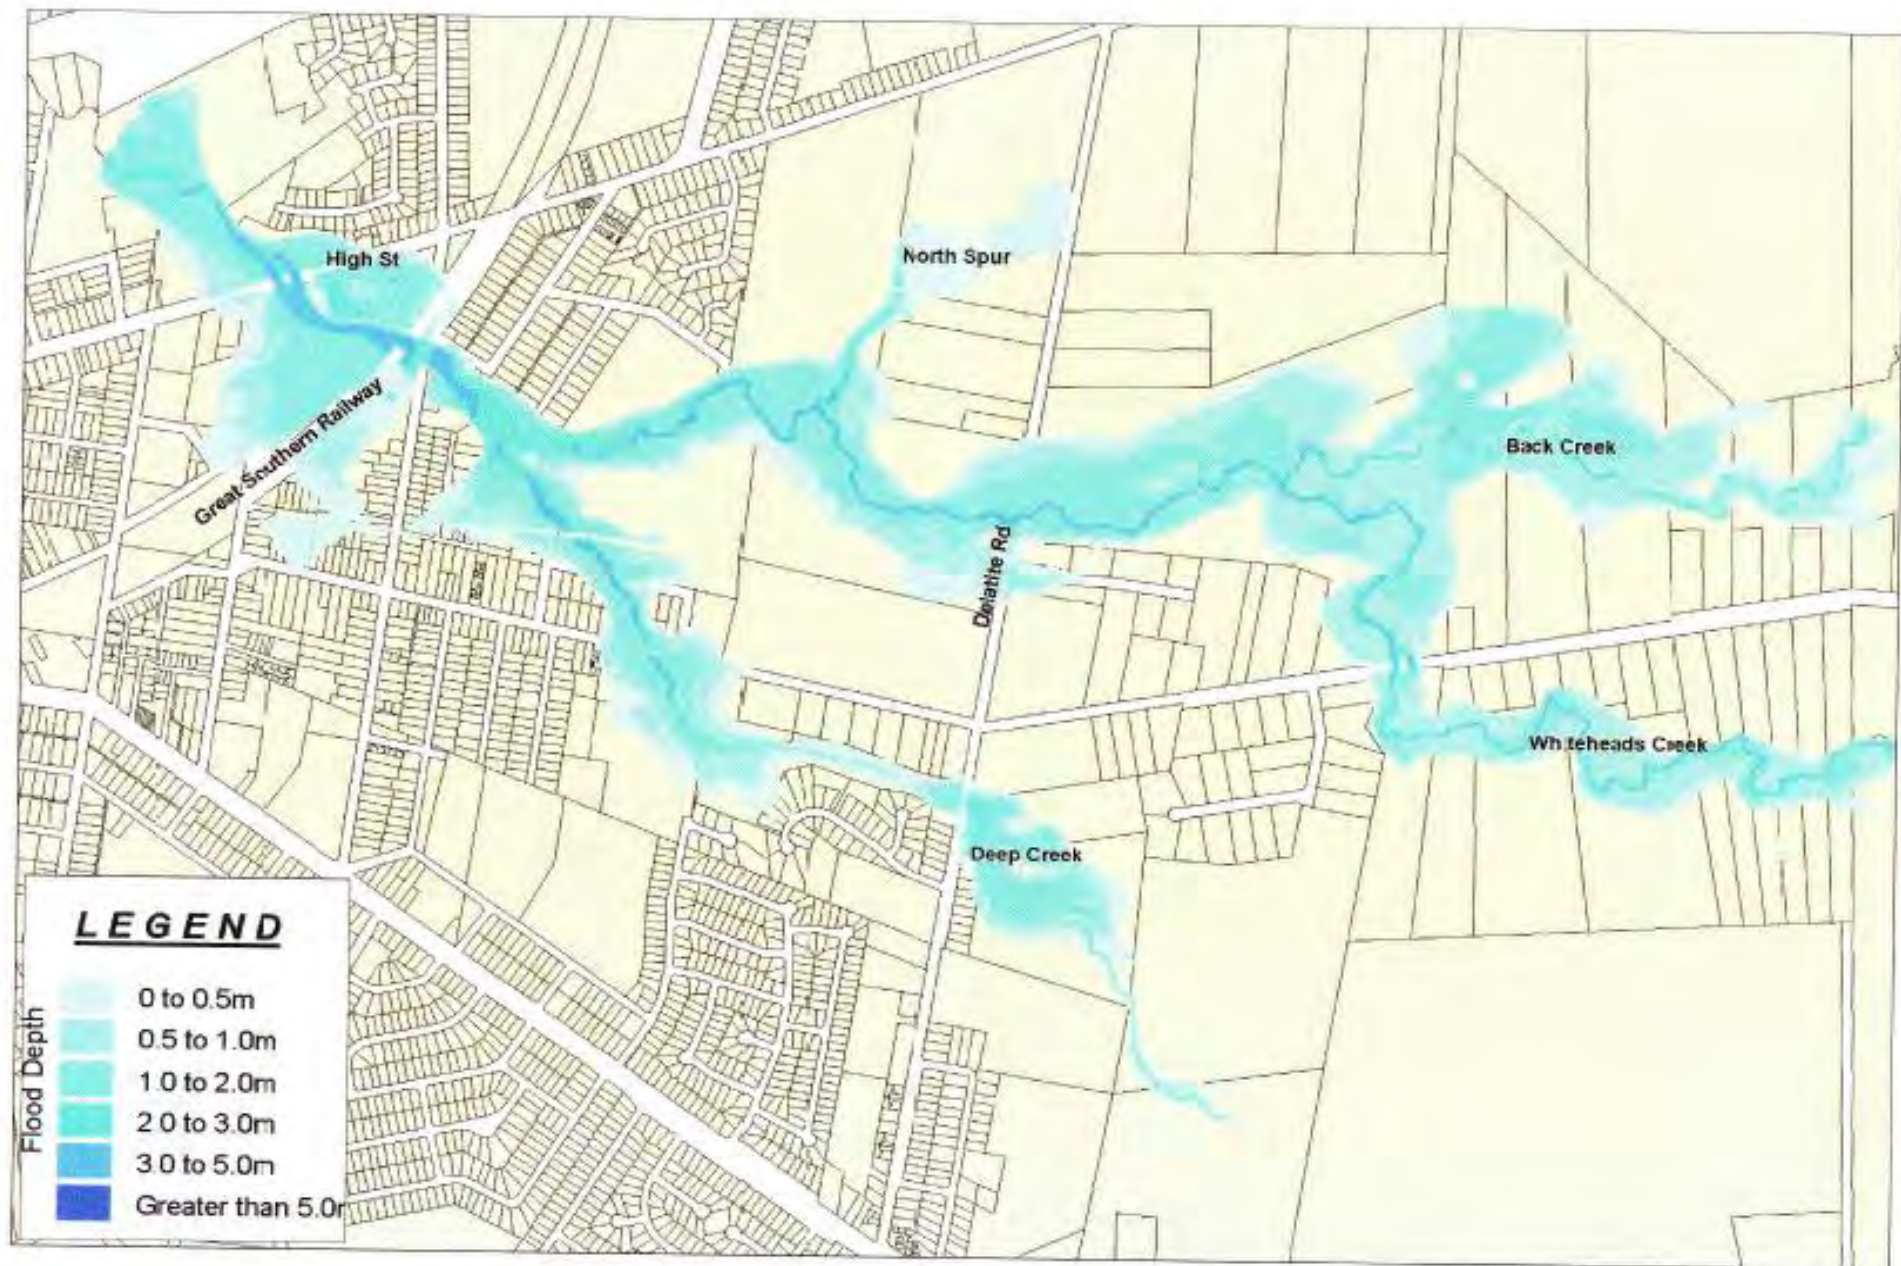 High St
North Spur
Great Southern Railway
Back Creek
Delatite Rd
Whiteheads Creek
Deep Creek
LEGEND
Flood Depth
0 to 0.5m
0.5 to 1.0m
1 0 to 2.0m
2 0 to 3.0m
3.0 to 5.0m
Greater than 5.0r